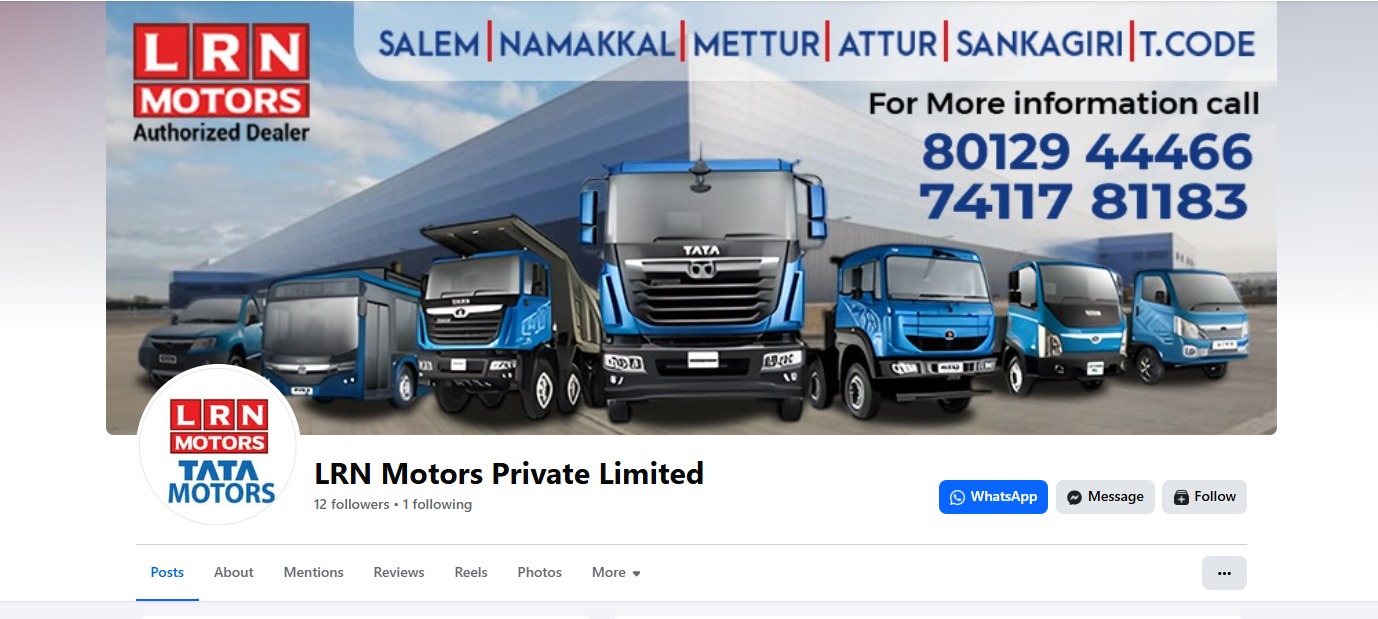 LRN
MOTORS
Authorized Dealer
SALEM | NAMAKKAL | METTUR | ATTUR | SANKAGIRI | T.CODE
For More information call
80129 44466
74117 81183
TATA
LRN
MOTORS
TATA
MOTORS
LRN Motors Private Limited
12 followers • 1 following
WhatsApp
Message
Follow
Posts
About
Mentions
Reviews
Reels
Photos
More